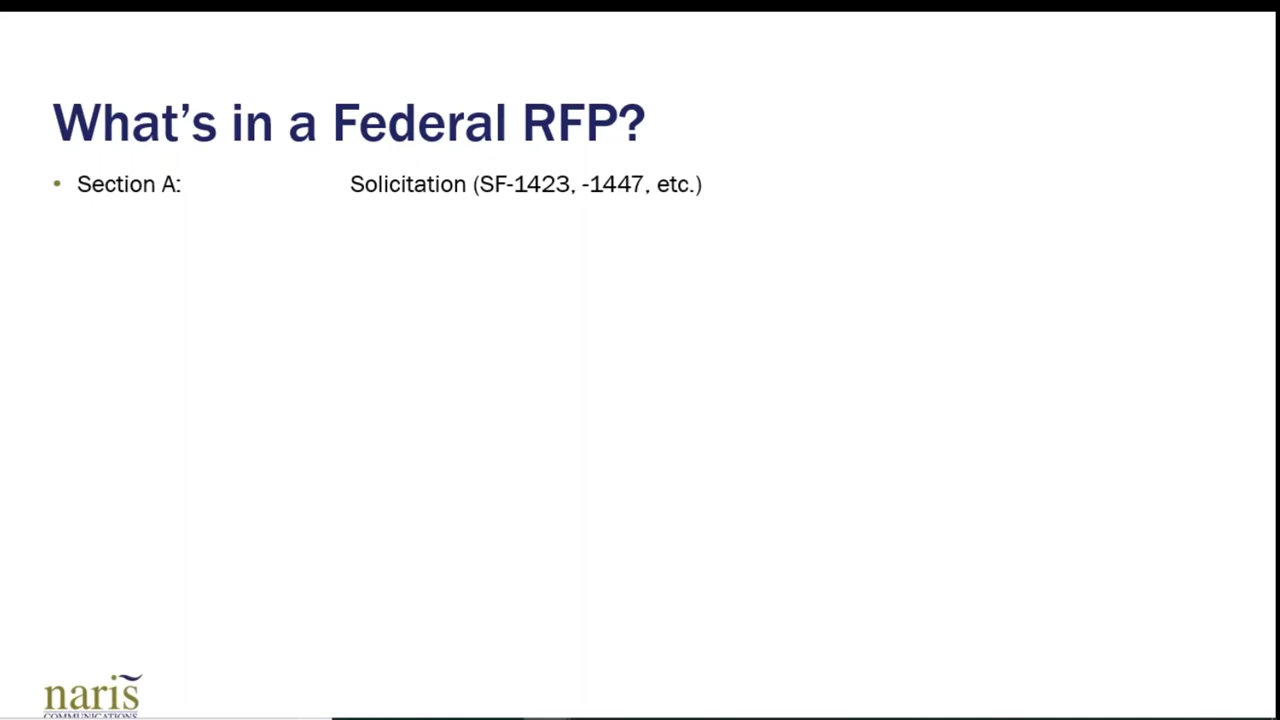 What's in a Federal RFP?
• Section A: Solicitation (SF-1423, -1447, etc.)
naris
COMMUNICATIONS